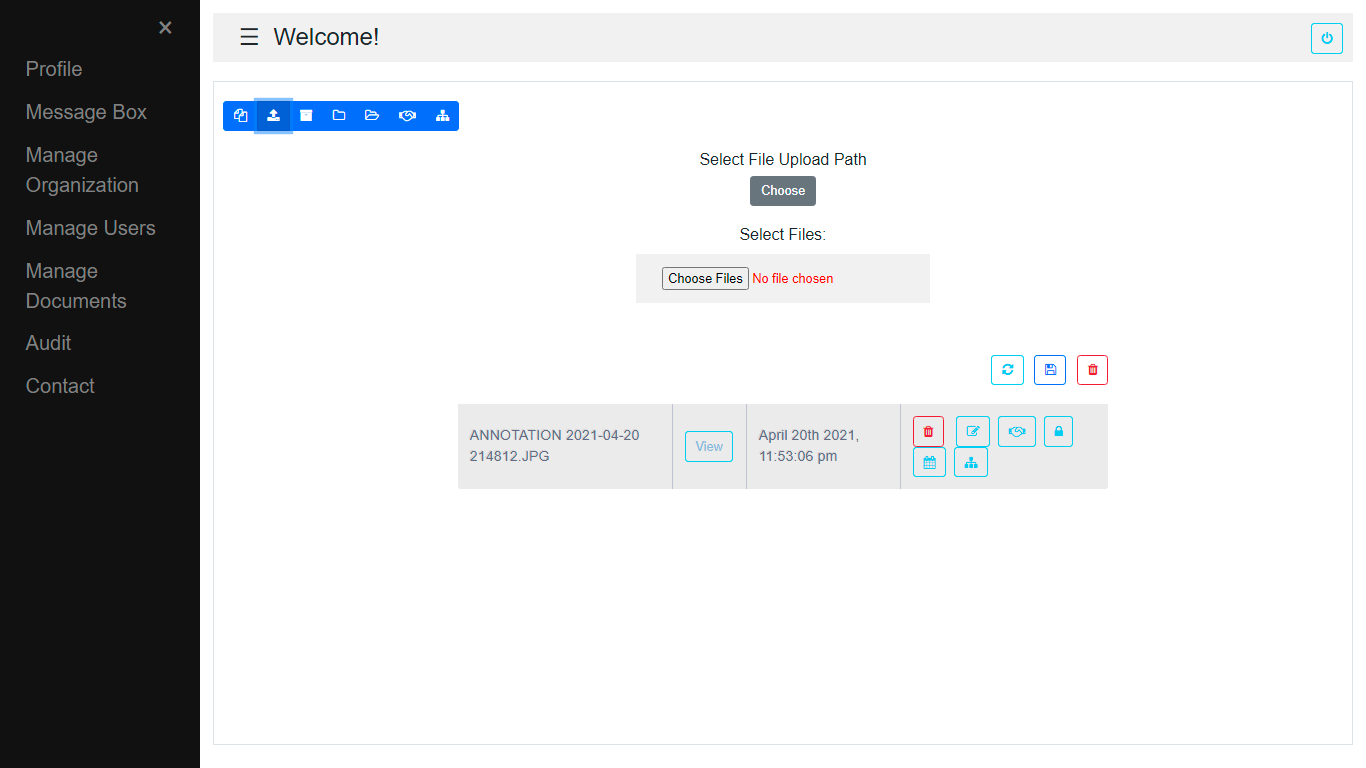 ×
Profile
Message Box
Manage
Organization
Manage Users
Manage
Documents
Audit
Contact
☰ Welcome!
Select File Upload Path
Choose
Select Files:
Choose Files No file chosen
ANNOTATION 2021-04-20
214812.JPG
View
April 20th 2021,
11:53:06 pm